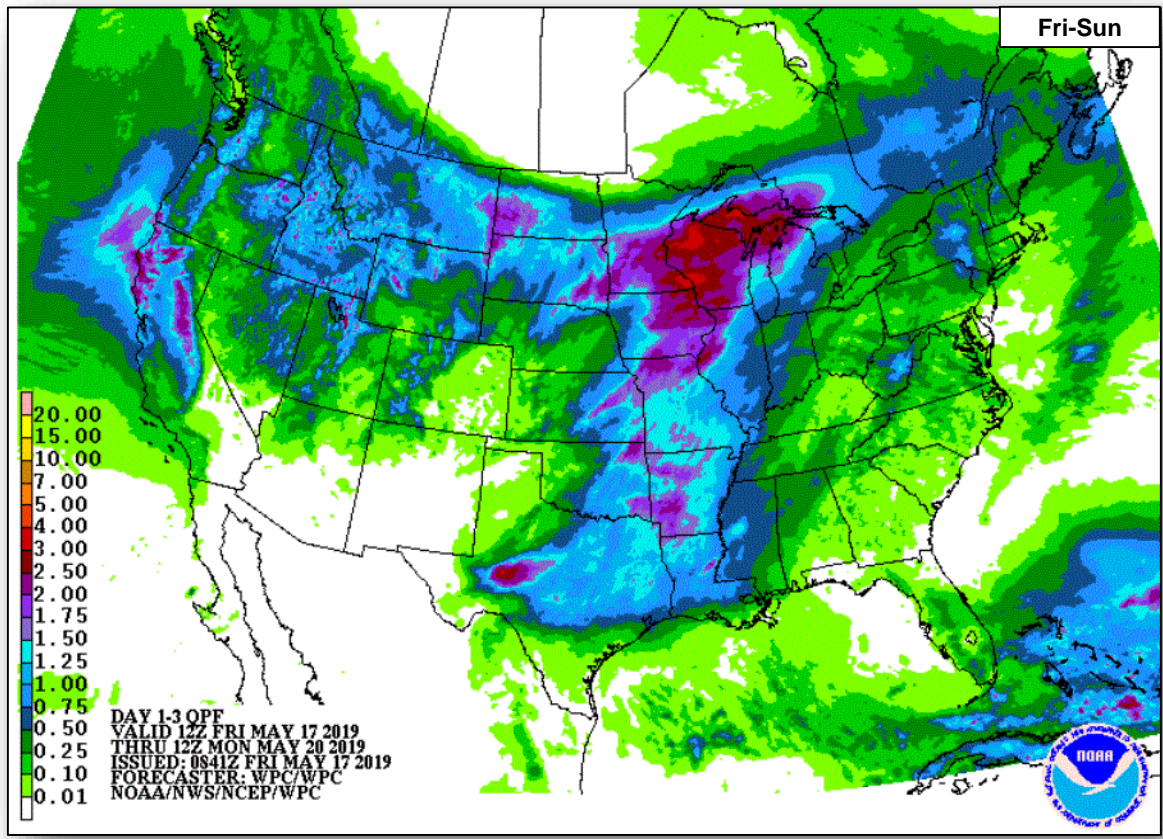 Fri-Sun
20.00
15.00
10.00
7.00
5.00
4.00
3.00
2.50
2.00
1.75
1.50
1.25
1.00
0.75
0.50
0.25
0.10
0.01
DAY 1-3 QPF
VALID 12Z FRI MAY 17 2019
THRU 12Z MON MAY 20 2019
ISSUED: 0841Z FRI MAY 17 2019
FORECASTER: WPC/WPC
NOAA/NWS/NCEP/WPC
NOAA